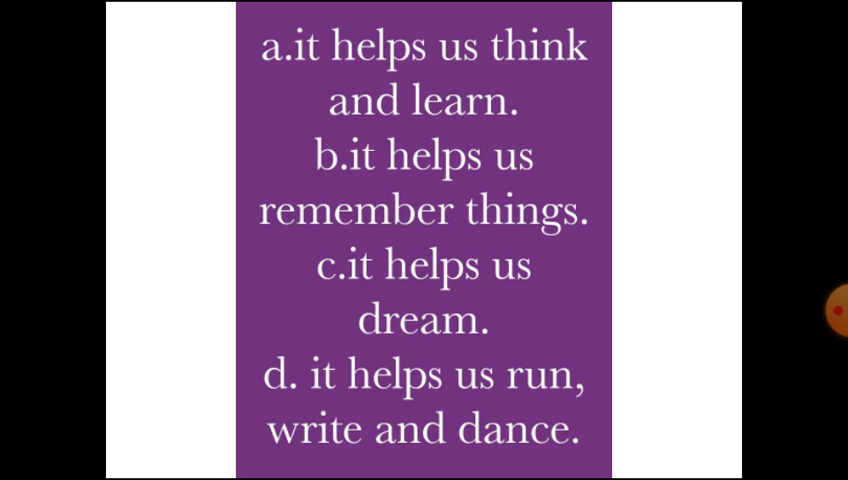 a.it helps us think
and learn.
b.it helps us
remember things.
c.it helps us
dream.
d. it helps us run,
write and dance.